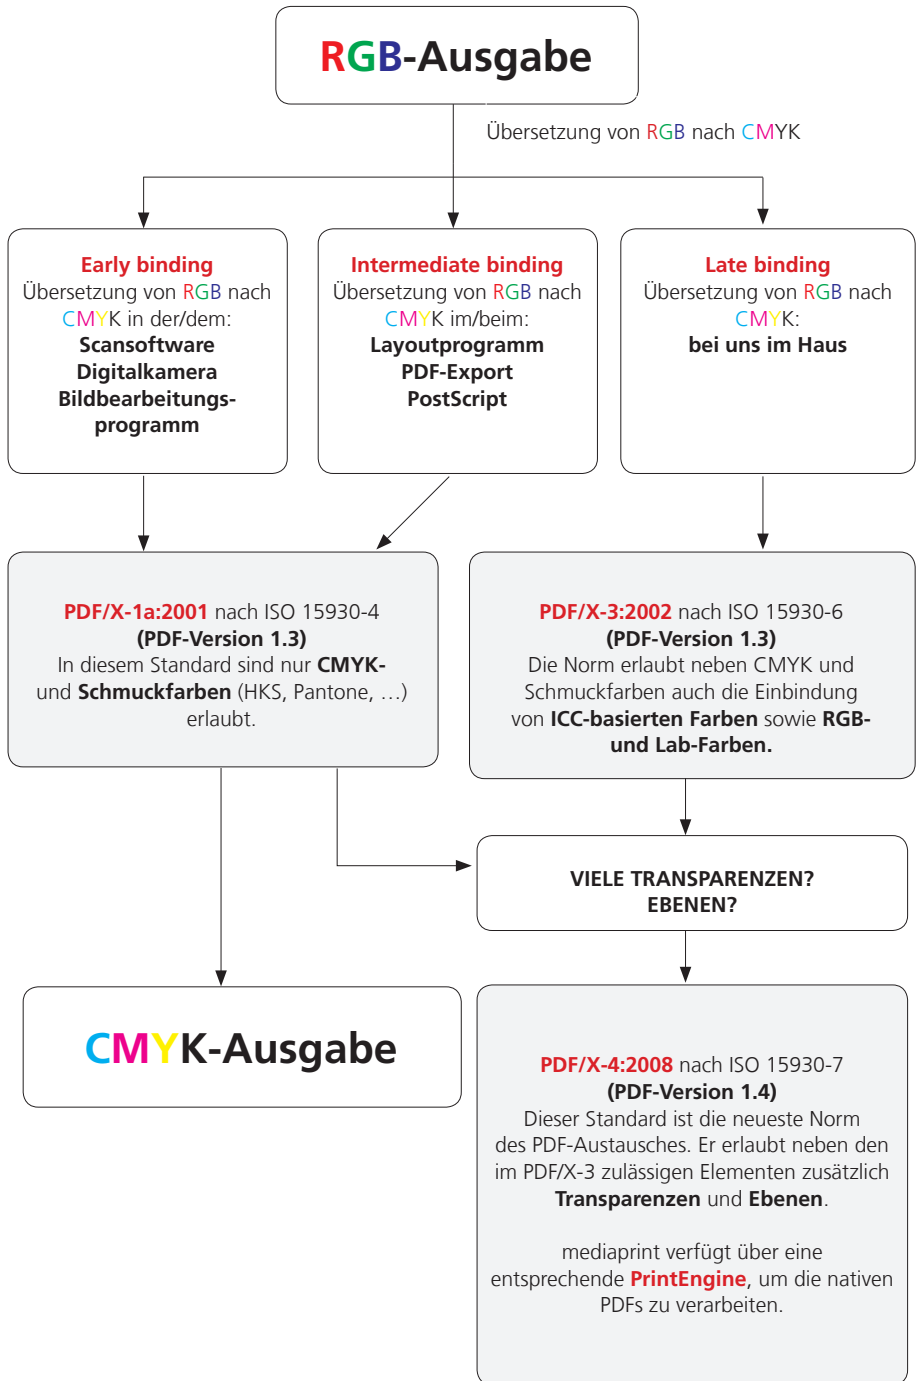 RGB-Ausgabe
Übersetzung von RGB nach CMYK
Early binding
Übersetzung von RGB nach
CMYK in der/dem:
Scansoftware
Digitalkamera
Bildbearbeitungs-
programm
Intermediate binding
Übersetzung von RGB nach
CMYK im/beim:
Layoutprogramm
PDF-Export
PostScript
Late binding
Übersetzung von RGB nach
CMYK:
bei uns im Haus
PDF/X-1a:2001 nach ISO 15930-4
(PDF-Version 1.3)
In diesem Standard sind nur CMYK-
und Schmuckfarben (HKS, Pantone, …)
erlaubt.
PDF/X-3:2002 nach ISO 15930-6
(PDF-Version 1.3)
Die Norm erlaubt neben CMYK und
Schmuckfarben auch die Einbindung
von ICC-basierten Farben sowie RGB-
und Lab-Farben.
VIELE TRANSPARENZEN?
EBENEN?
CMYK-Ausgabe
PDF/X-4:2008 nach ISO 15930-7
(PDF-Version 1.4)
Dieser Standard ist die neueste Norm
des PDF-Austausches. Er erlaubt neben den
im PDF/X-3 zulässigen Elementen zusätzlich
Transparenzen und Ebenen.
mediaprint verfügt über eine
entsprechende PrintEngine, um die nativen
PDFs zu verarbeiten.